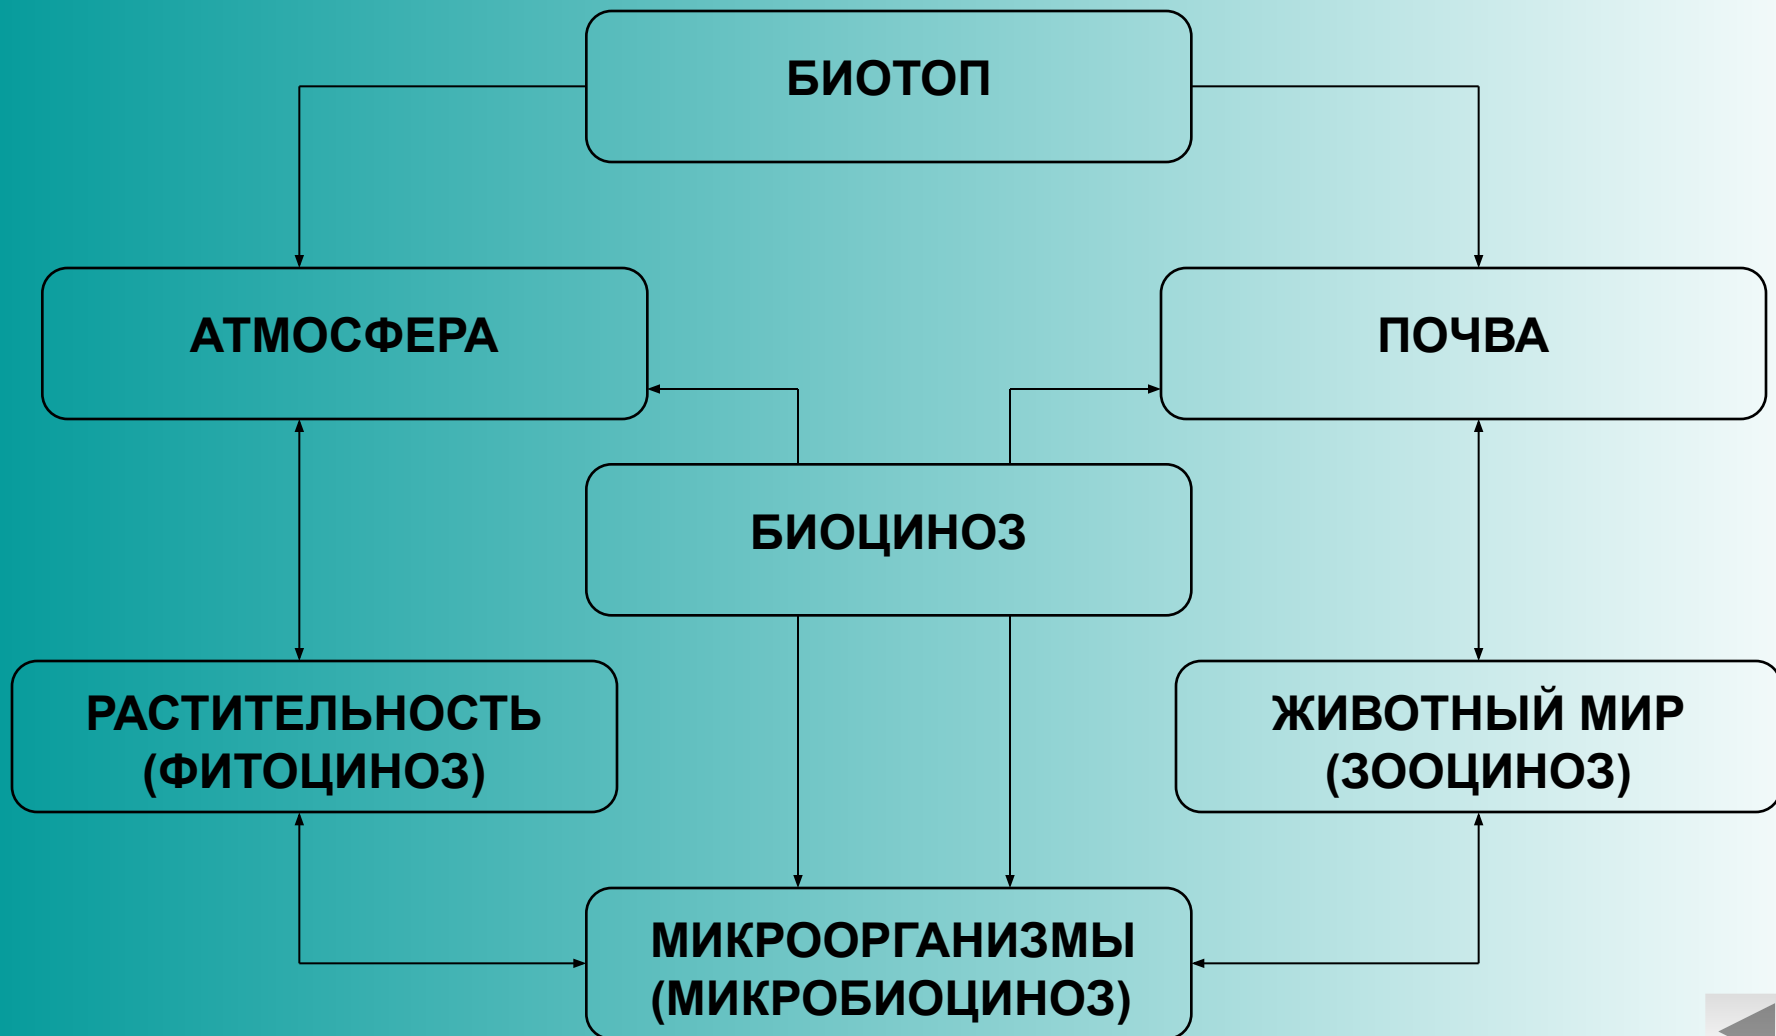 БИОТОП
АТМОСФЕРА
ПОЧВА
БИОЦИНОЗ
РАСТИТЕЛЬНОСТЬ
(ФИТОЦИНОЗ)
ЖИВОТНЫЙ МИР
(ЗООЦИНОЗ)
МИКРООРГАНИЗМЫ
(МИКРОБИОЦИНОЗ)